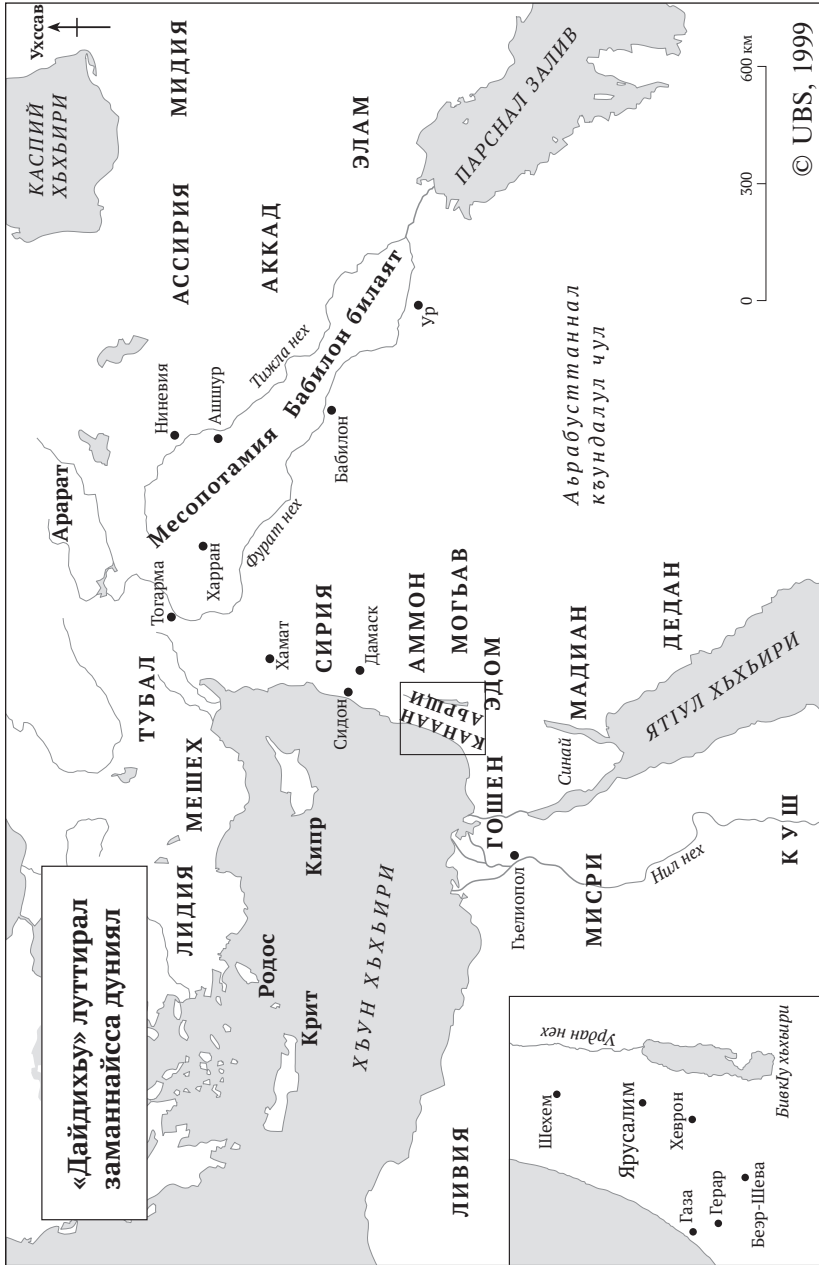 «Дайдихьу» луттирал
заманнайсса дуниял
Ухссав
КАСПИЙ
ХЬХЬИРИ
МИДИЯ
АССИРИЯ
АККАД
ЭЛАМ
ПАРСНАЛ ЗАЛИВ
Арарат
Ниневия
Ашшур
Тижла нех
Месопотамия
Бабилон билаят
Бабилон
Ур
Фурат нех
Харран
Тогарма
ТУБАЛ
МЕШЕХ
ЛИДИЯ
Хамат
СИРИЯ
Дамаск
Сидон
АММОН
МОГЬАВ
ЭДОМ
КАНААН
АЬРЩИ
Родос
Крит
Кипр
ХЪУН ХЬХЬИРИ
ЛИВИЯ
ГОШЕН
Гьелиопол
МИСРИ
Нил нех
КУШ
Синай
МАДИАН
ДЕДАН
ЯТӀУЛ ХЬХЬИРИ
Аьрабусттаннал
къундалул чул
0 300 600 км
© UBS, 1999
Шехем
Урдан нех
Ярусалим
Хеврон
Газа
Герар
Беэр-Шева
БивкӀу хьхьири